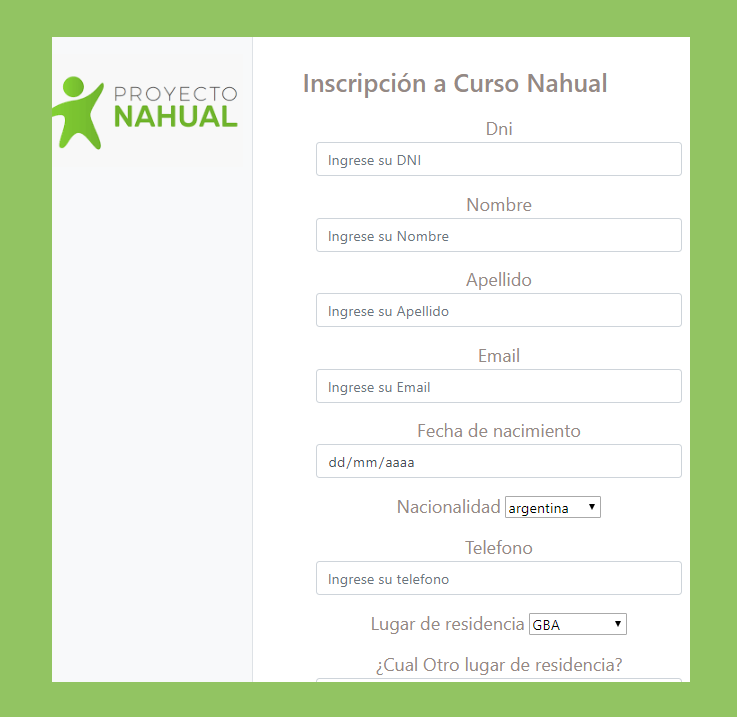 PROYECTO
NAHUAL
Inscripción a Curso Nahual
Dni
Ingrese su DNI
Nombre
Ingrese su Nombre
Apellido
Ingrese su Apellido
Email
Ingrese su Email
Fecha de nacimiento
dd/mm/aaaa
Nacionalidad argentina
Telefono
Ingrese su telefono
Lugar de residencia GBA
¿Cual Otro lugar de residencia?